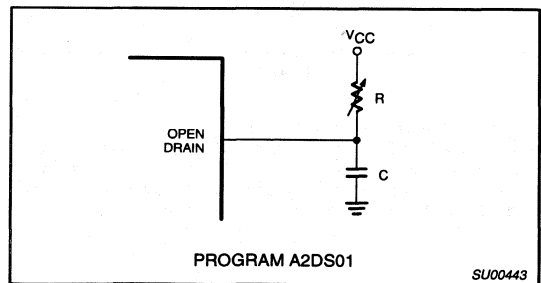 VCC
R
OPEN
DRAIN
C
PROGRAM A2DS01
SU00443